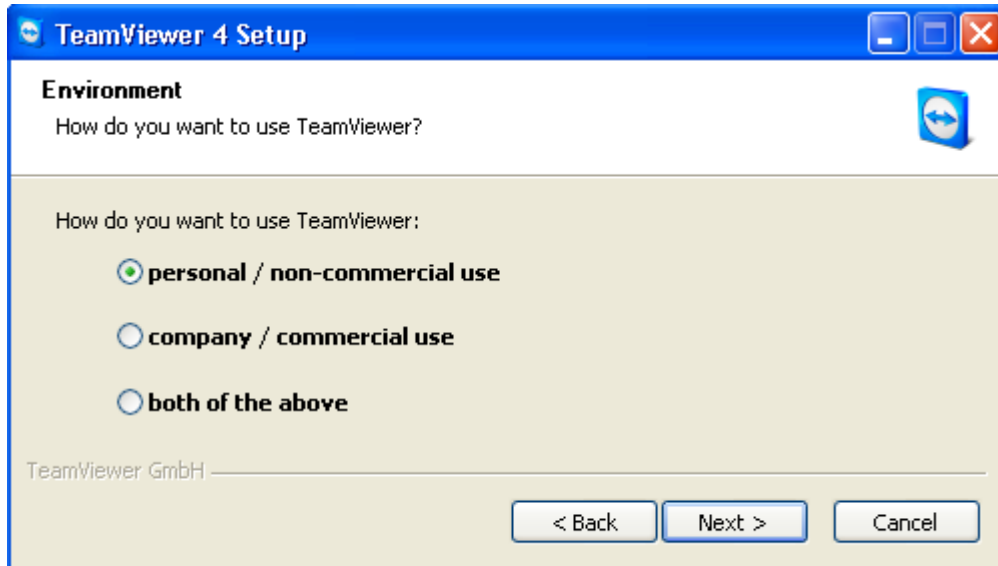 TeamViewer 4 Setup
Environment
How do you want to use TeamViewer?
How do you want to use TeamViewer:
personal / non-commercial use
company / commercial use
both of the above
TeamViewer GmbH
< Back Next > Cancel